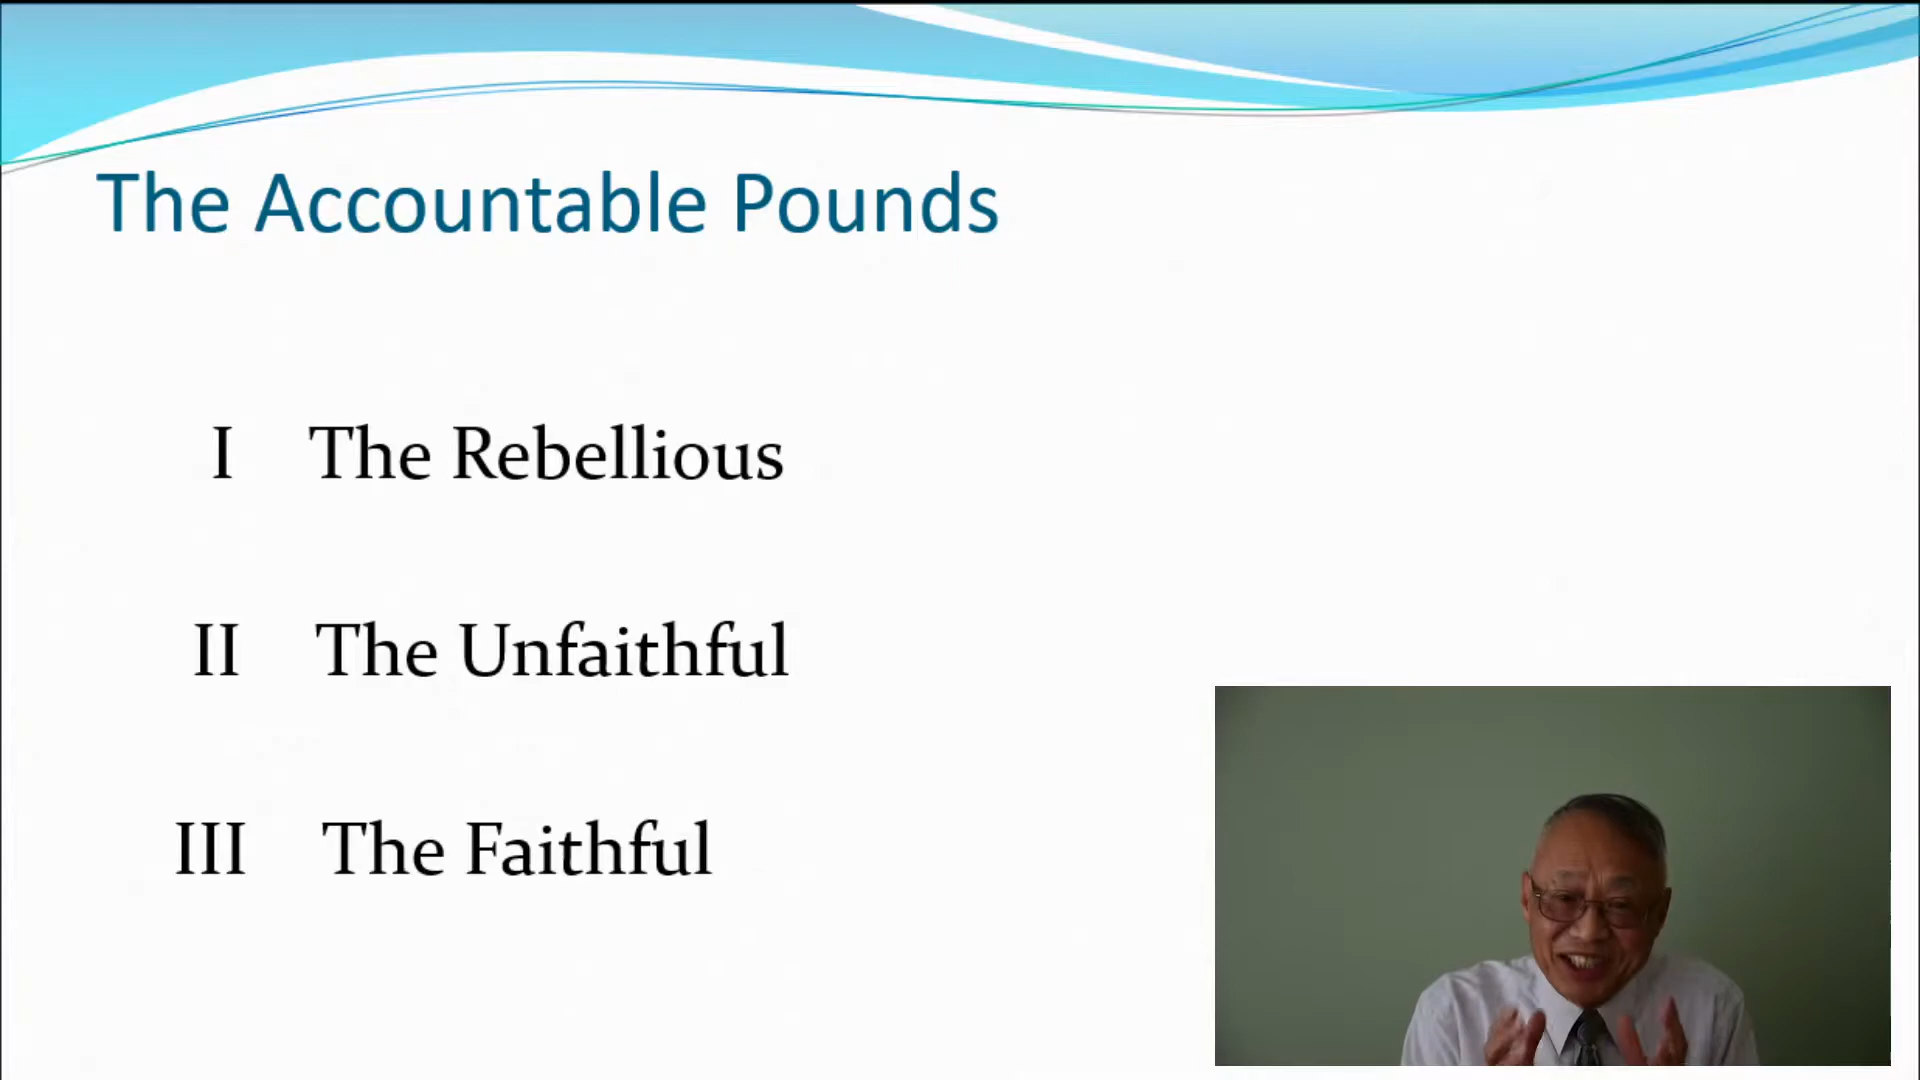 The Accountable Pounds
I The Rebellious
II The Unfaithful
III The Faithful